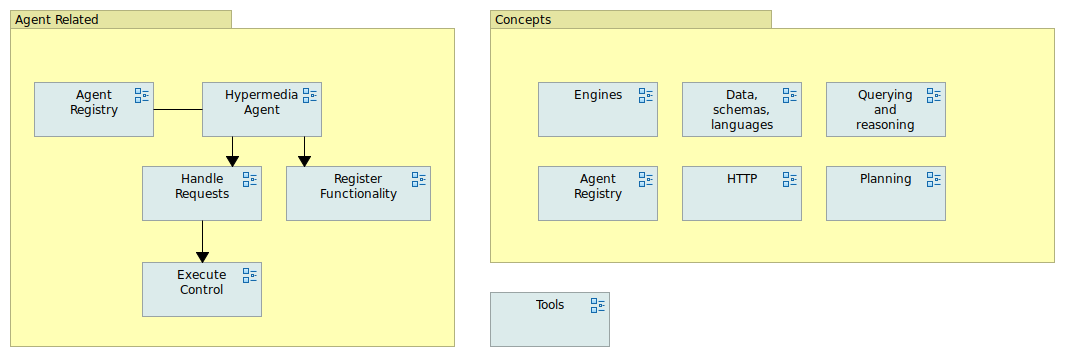 Agent Related
Agent
Registry
Hypermedia
Agent
Handle
Requests
Register
Functionality
Execute
Control
Concepts
Engines
Data,
schemas,
languages
Querying
and
reasoning
Agent
Registry
HTTP
Planning
Tools